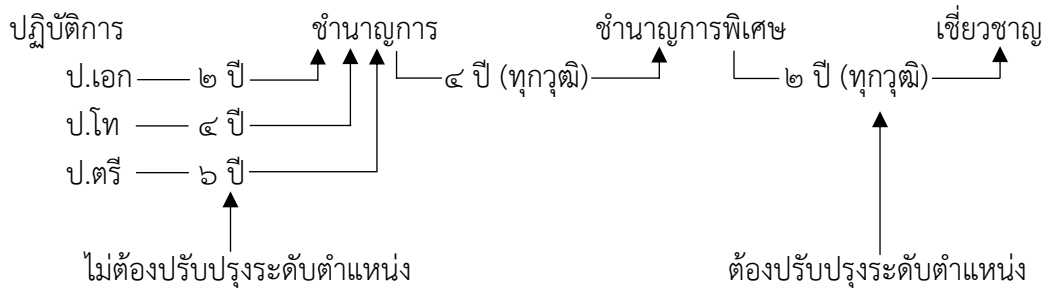 ปฏิบัติการ ชำนาญการ ชำนาญการพิเศษ เชี่ยวชาญ
ป.เอก ๒ ปี ๔ ปี (ทุกวุฒิ) ๒ ปี (ทุกวุฒิ)
ป.โท ๔ ปี
ป.ตรี ๖ ปี
ไม่ต้องปรับปรุงระดับตำแหน่ง ต้องปรับปรุงระดับตำแหน่ง